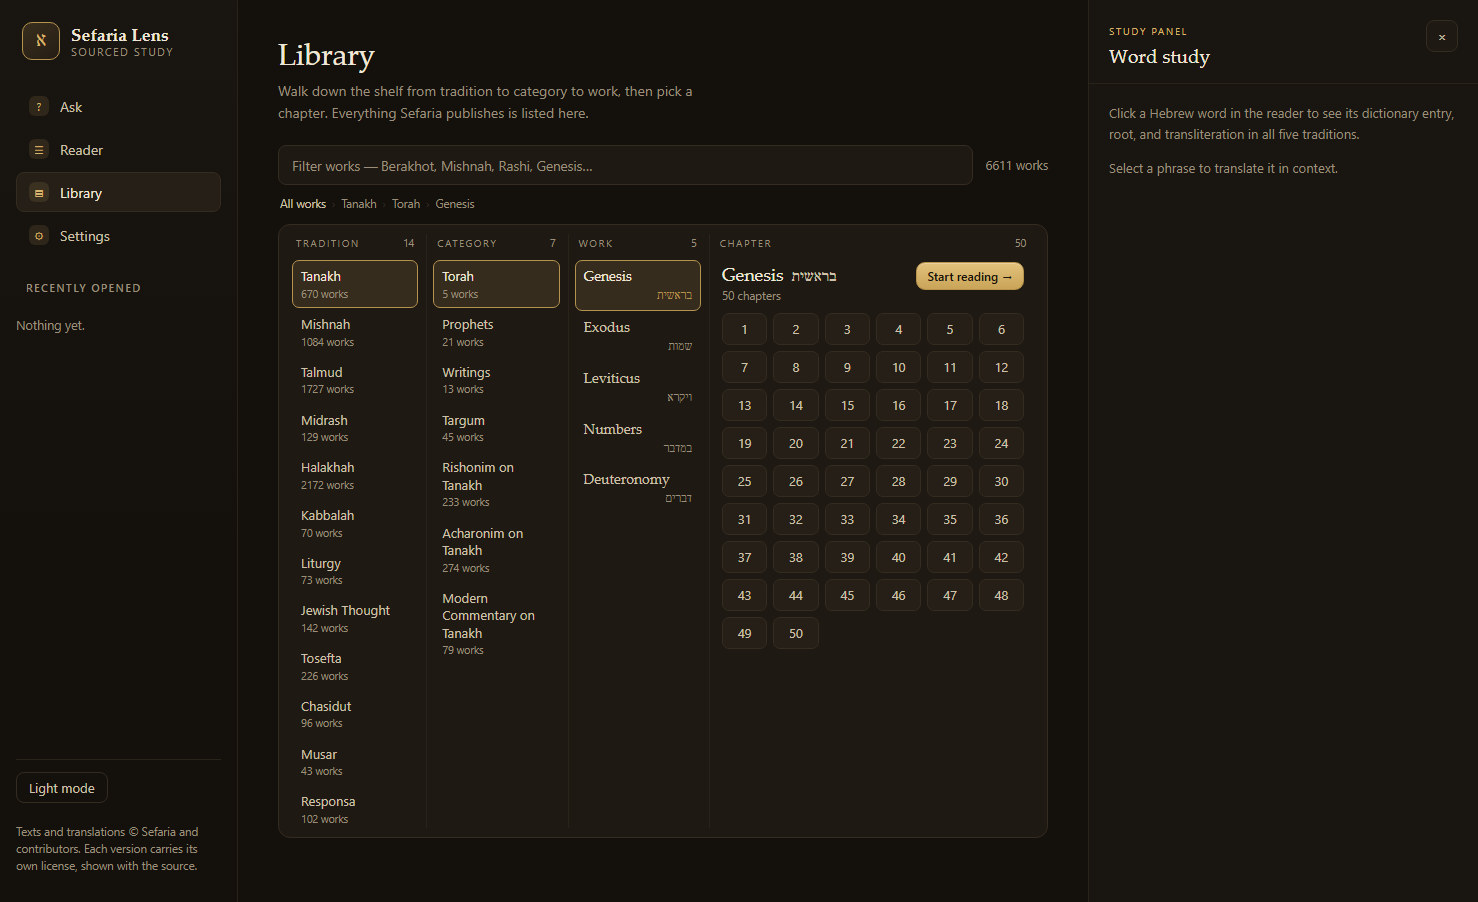 א
Sefaria Lens
SOURCED STUDY
? Ask
Reader
Library
Settings
RECENTLY OPENED
Nothing yet.
Light mode
Texts and translations © Sefaria and
contributors. Each version carries its
own license, shown with the source.
Library
Walk down the shelf from tradition to category to work, then pick a
chapter. Everything Sefaria publishes is listed here.
Filter works — Berakhot, Mishnah, Rashi, Genesis...
6611 works
All works › Tanakh › Torah › Genesis
TRADITION 14
Tanakh
670 works
Mishnah
1084 works
Talmud
1727 works
Midrash
129 works
Halakhah
2172 works
Kabbalah
70 works
Liturgy
73 works
Jewish Thought
142 works
Tosefta
226 works
Chasidut
96 works
Musar
43 works
Responsa
102 works
CATEGORY 7
Torah
5 works
Prophets
21 works
Writings
13 works
Targum
45 works
Rishonim on
Tanakh
233 works
Acharonim on
Tanakh
274 works
Modern
Commentary on
Tanakh
79 works
WORK 5
Genesis
בראשית
Exodus
שמות
Leviticus
ויקרא
Numbers
במדבר
Deuteronomy
דברים
CHAPTER 50
Genesis בראשית
50 chapters
Start reading →
1 2 3 4 5 6
7 8 9 10 11 12
13 14 15 16 17 18
19 20 21 22 23 24
25 26 27 28 29 30
31 32 33 34 35 36
37 38 39 40 41 42
43 44 45 46 47 48
49 50
STUDY PANEL
Word study
×
Click a Hebrew word in the reader to see its dictionary entry,
root, and transliteration in all five traditions.
Select a phrase to translate it in context.